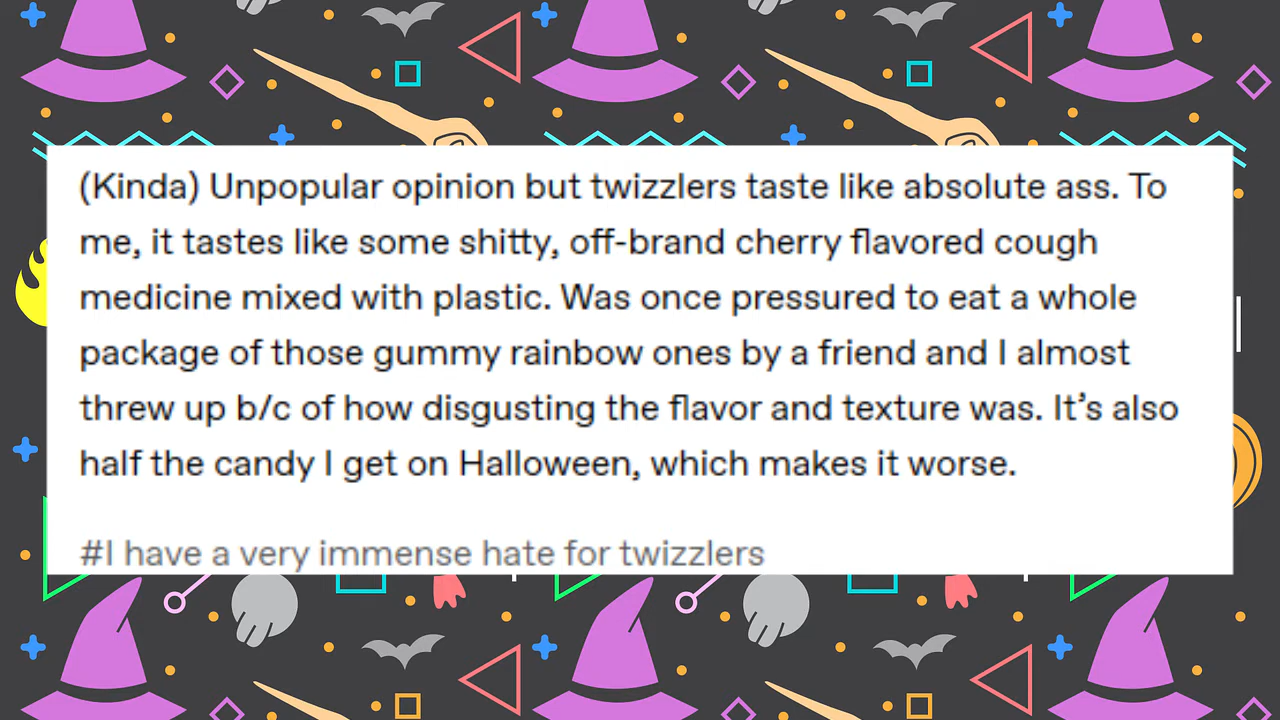 (Kinda) Unpopular opinion but twizzlers taste like absolute ass. To
me, it tastes like some shitty, off-brand cherry flavored cough
medicine mixed with plastic. Was once pressured to eat a whole
package of those gummy rainbow ones by a friend and I almost
threw up b/c of how disgusting the flavor and texture was. It’s also
half the candy I get on Halloween, which makes it worse.
#I have a very immense hate for twizzlers